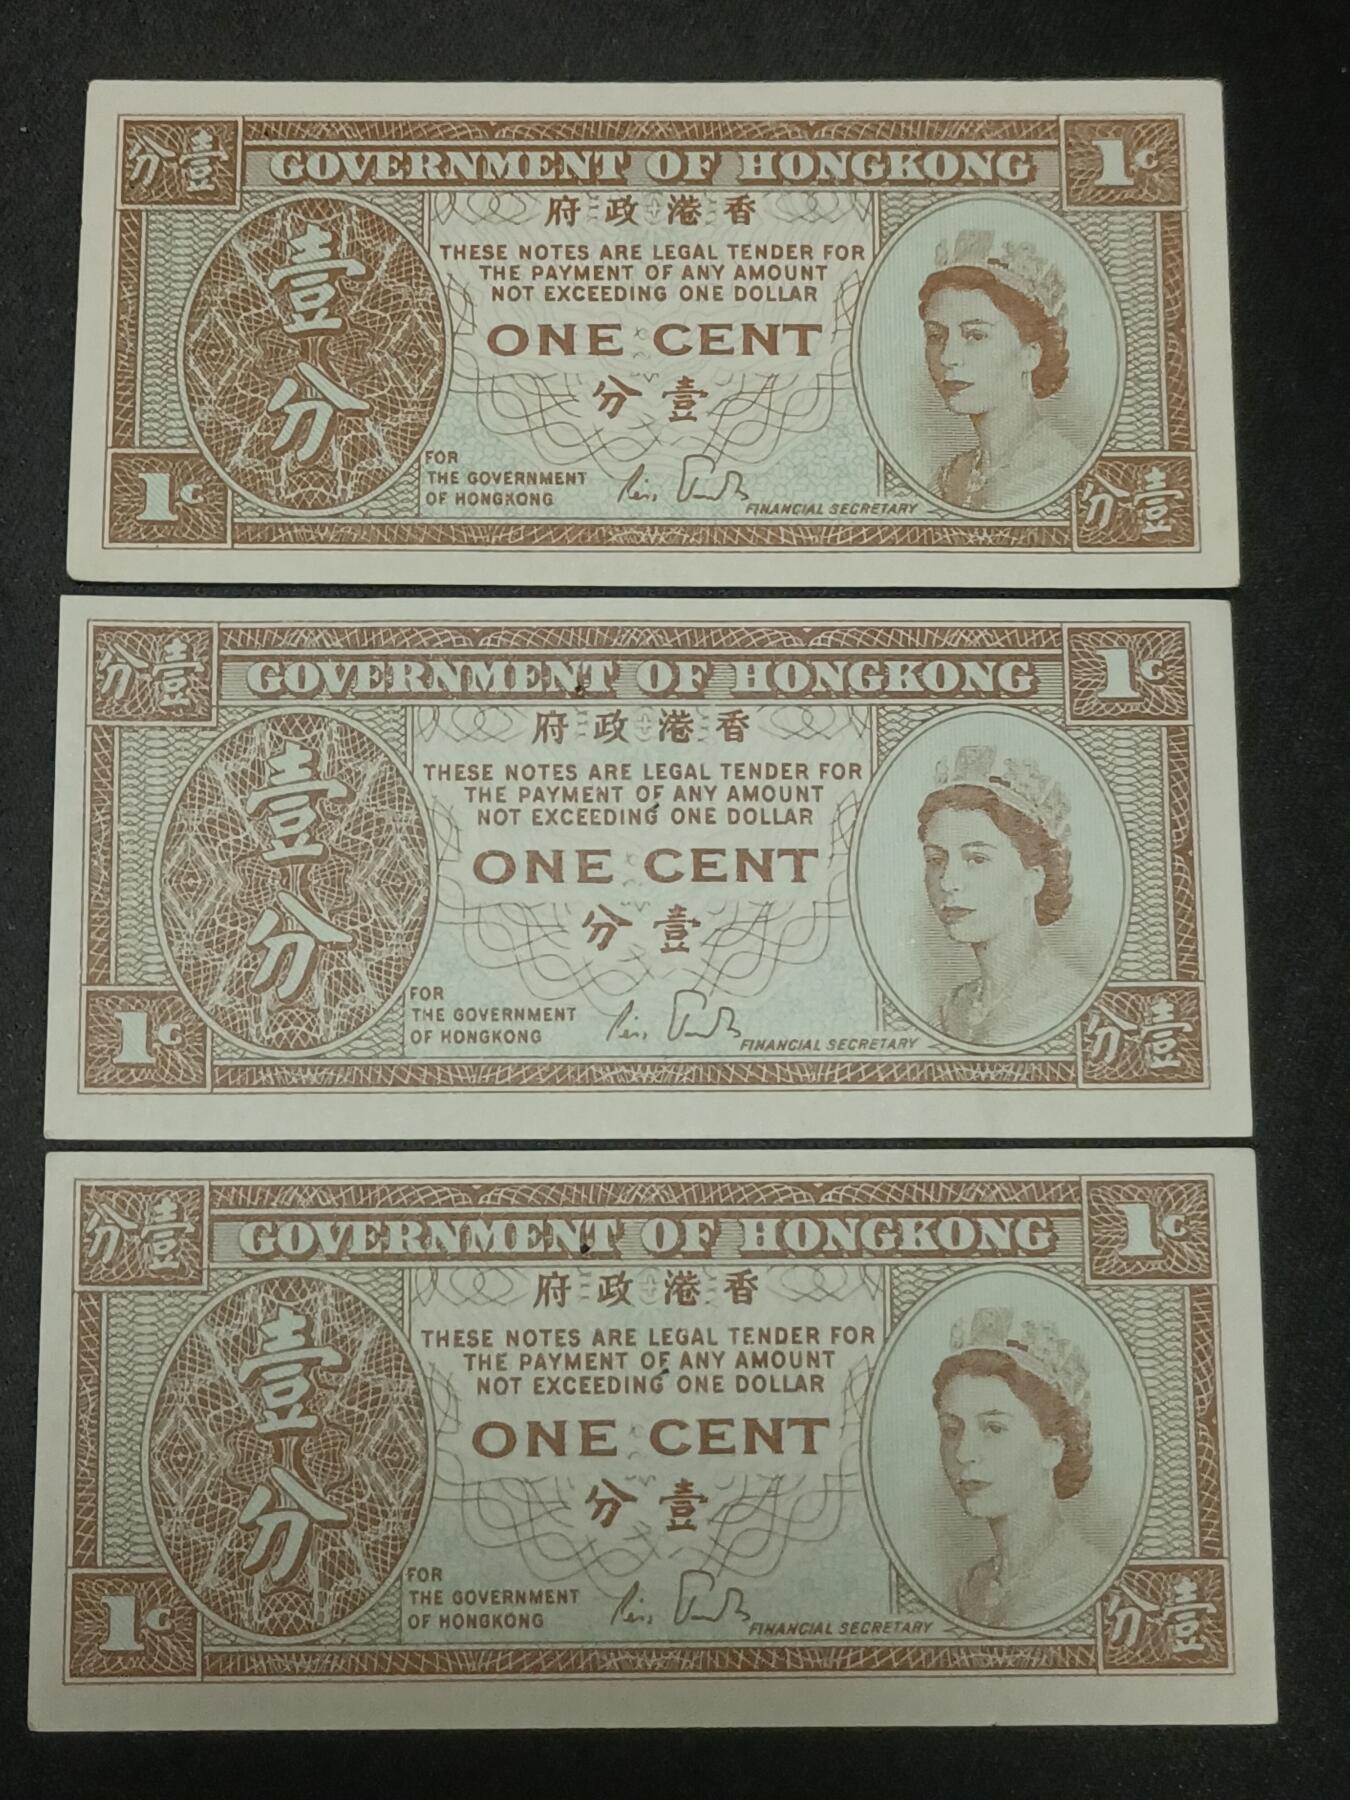 分壹 GOVERNMENT OF HONGKONG 1C
府政港香
壹分
THESE NOTES ARE LEGAL TENDER FOR
THE PAYMENT OF ANY AMOUNT
NOT EXCEEDING ONE DOLLAR
ONE CENT
分壹
FOR
THE GOVERNMENT
OF HONGKONG
FINANCIAL SECRETARY
1C
分壹
分壹 GOVERNMENT OF HONGKONG 1C
府政港香
壹分
THESE NOTES ARE LEGAL TENDER FOR
THE PAYMENT OF ANY AMOUNT
NOT EXCEEDING ONE DOLLAR
ONE CENT
分壹
FOR
THE GOVERNMENT
OF HONGKONG
FINANCIAL SECRETARY
1C
分壹
分壹 GOVERNMENT OF HONGKONG 1C
府政港香
壹分
THESE NOTES ARE LEGAL TENDER FOR
THE PAYMENT OF ANY AMOUNT
NOT EXCEEDING ONE DOLLAR
ONE CENT
分壹
FOR
THE GOVERNMENT
OF HONGKONG
FINANCIAL SECRETARY
1C
分壹